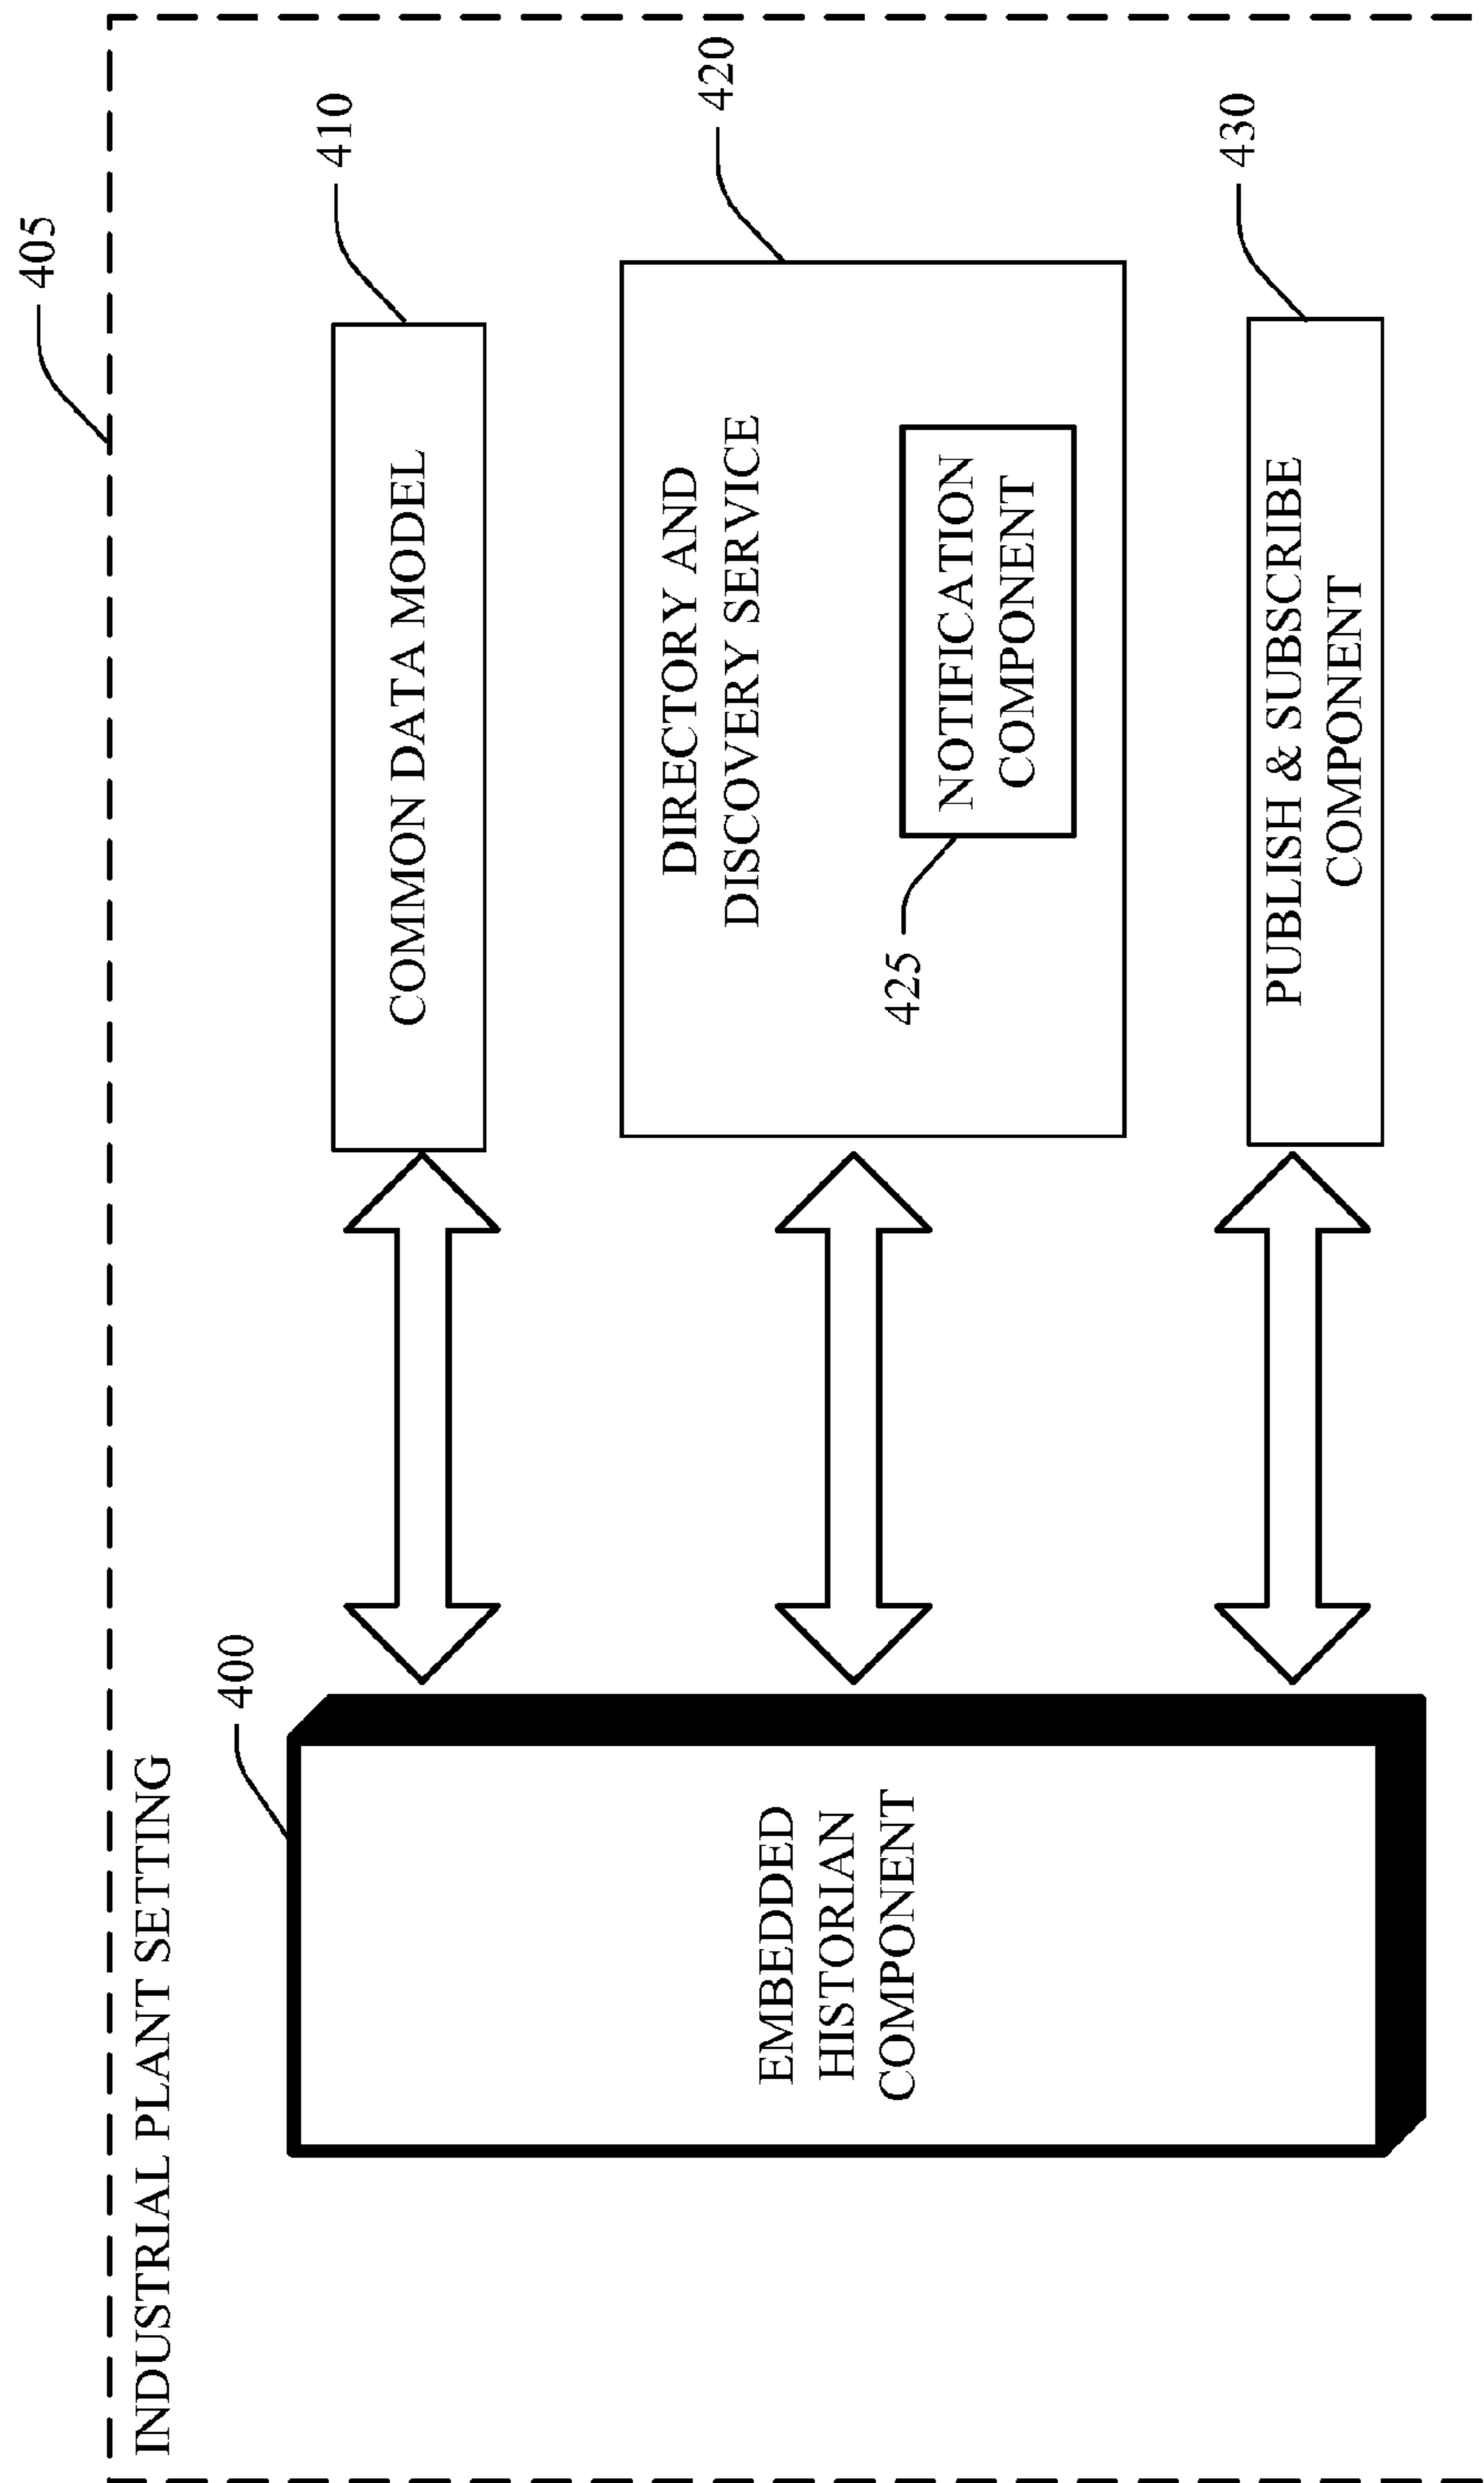 405
INDUSTRIAL PLANT SETTING
400
410
COMMON DATA MODEL
420
DIRECTORY AND
DISCOVERY SERVICE
EMBEDDED
HISTORIAN
COMPONENT
425
NOTIFICATION
COMPONENT
430
PUBLISH & SUBSCRIBE
COMPONENT